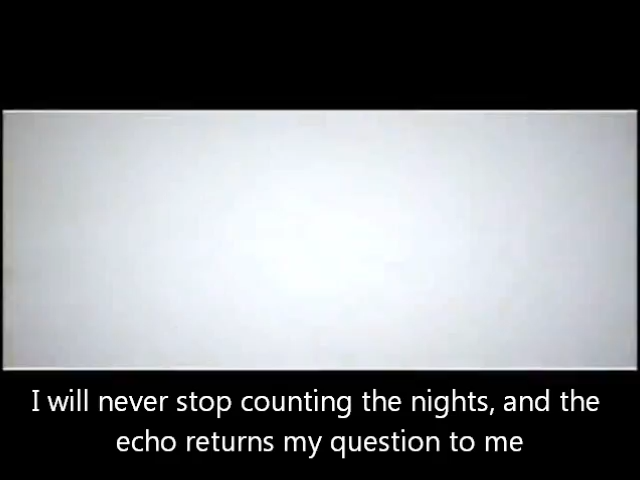 I will never stop counting the nights, and the
echo returns my question to me